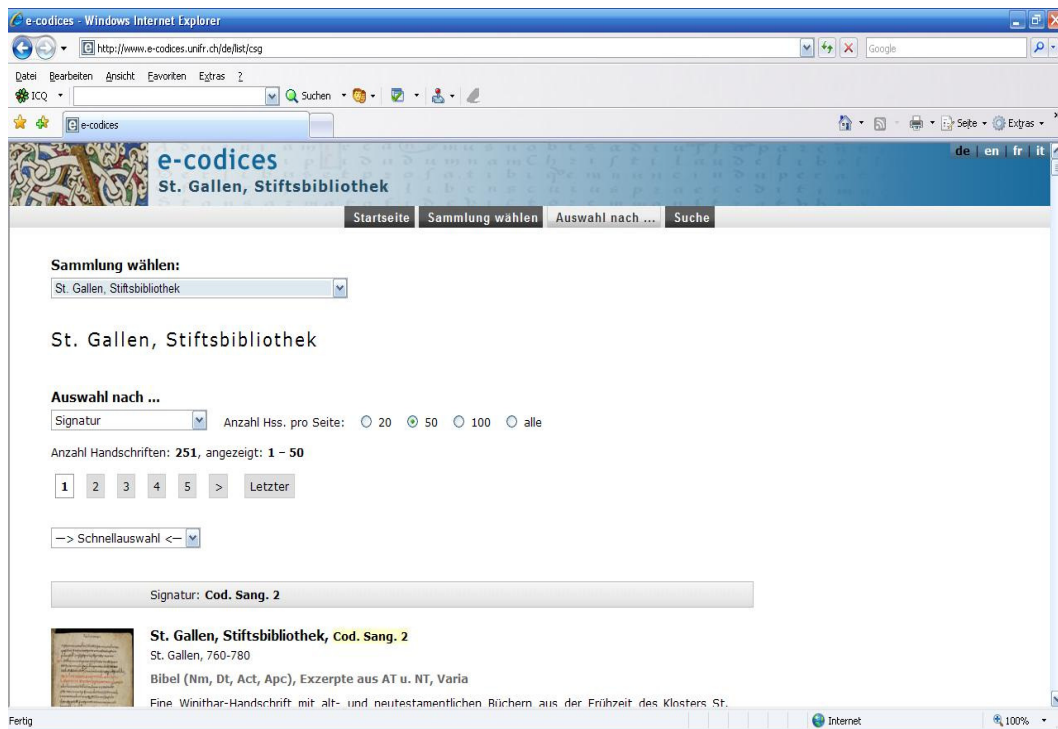 e-codices - Windows Internet Explorer
http://www.e-codices.unifr.ch/de/list/csg
Google
Datei Bearbeiten Ansicht Favoriten Extras ?
ICQ Suchen
e-codices Seite Extras
e-codices de | en | fr | it
St. Gallen, Stiftsbibliothek
Startseite Sammlung wählen Auswahl nach ... Suche
Sammlung wählen:
St. Gallen, Stiftsbibliothek
St. Gallen, Stiftsbibliothek
Auswahl nach ...
Signatur Anzahl Hss. pro Seite: 20 50 100 alle
Anzahl Handschriften: 251, angezeigt: 1 – 50
1 2 3 4 5 > Letzter
—> Schnellauswahl <—
Signatur: Cod. Sang. 2
St. Gallen, Stiftsbibliothek, Cod. Sang. 2
St. Gallen, 760-780
Bibel (Nm, Dt, Act, Apc), Exzerpte aus AT u. NT, Varia
Eine Winithar-Handschrift mit alt- und neutestamentlichen Büchern aus der Frühzeit des Klosters St.
Fertig Internet 100%